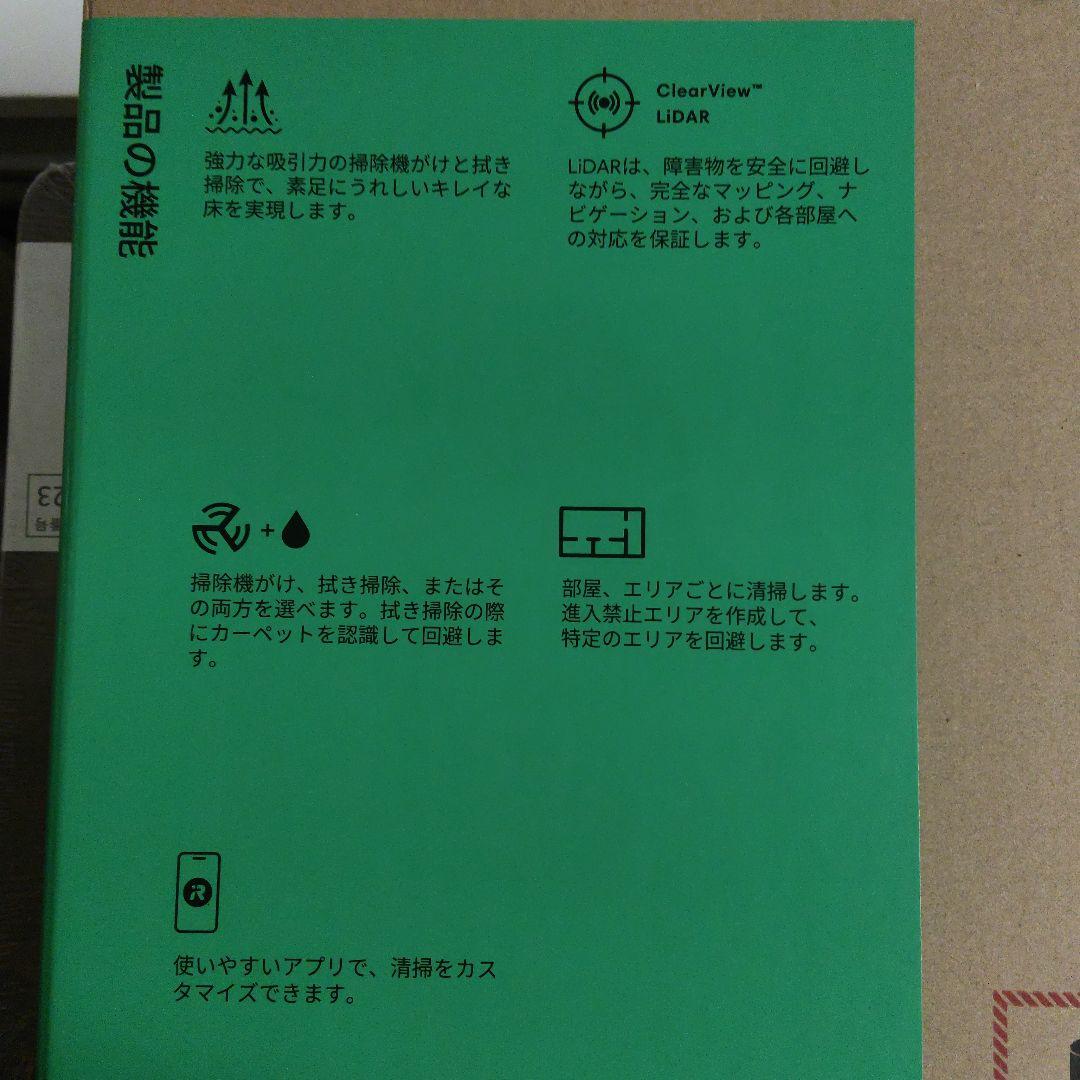 製品の機能
強力な吸引力の掃除機がけと拭き
掃除で、素足にうれしいキレイな
床を実現します。
ClearView™
LiDAR
LiDARは、障害物を安全に回避し
ながら、完全なマッピング、ナ
ビゲーション、および各部屋へ
の対応を保証します。
掃除機がけ、拭き掃除、またはそ
の両方を選べます。拭き掃除の際
にカーペットを認識して回避しま
す。
部屋、エリアごとに清掃します。
進入禁止エリアを作成して、
特定のエリアを回避します。
R
使いやすいアプリで、清掃をカス
タマイズできます。
番号
23